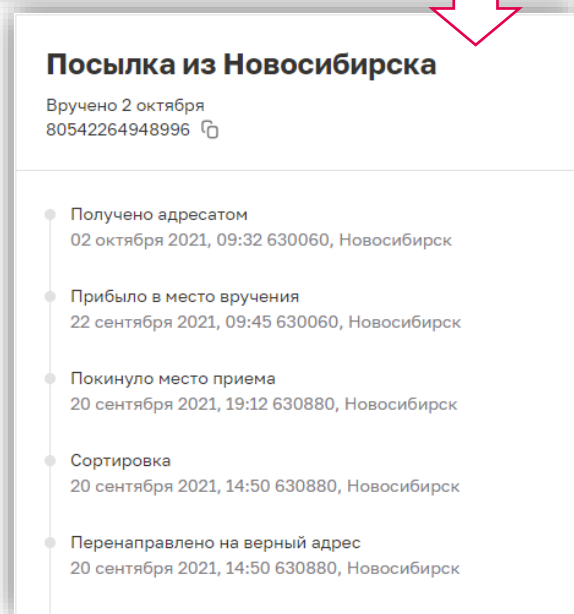 Посылка из Новосибирска
Вручено 2 октября
80542264948996
Получено адресатом
02 октября 2021, 09:32 630060, Новосибирск
Прибыло в место вручения
22 сентября 2021, 09:45 630060, Новосибирск
Покинуло место приема
20 сентября 2021, 19:12 630880, Новосибирск
Сортировка
20 сентября 2021, 14:50 630880, Новосибирск
Перенаправлено на верный адрес
20 сентября 2021, 14:50 630880, Новосибирск